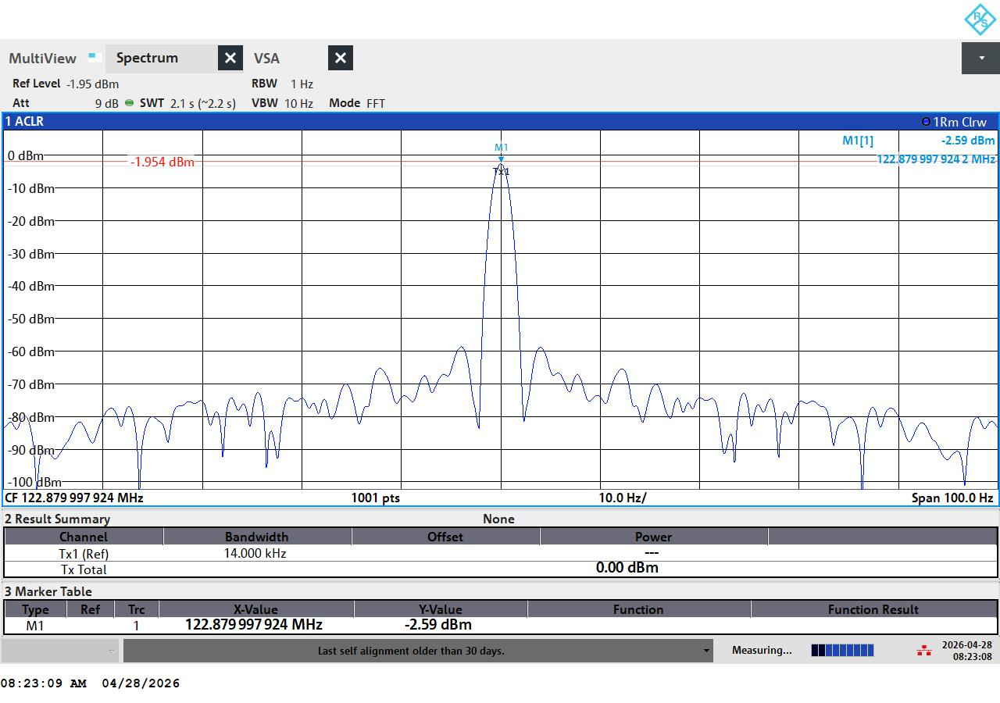 R S
MultiView Spectrum VSA
Ref Level -1.95 dBm RBW 1 Hz
Att 9 dB SWT 2.1 s (~2.2 s) VBW 10 Hz Mode FFT
1 ACLR 1Rm Clrw
M1 M1[1] -2.59 dBm
0 dBm -1.954 dBm 122.879 997 924 2 MHz
Tx1
-10 dBm
-20 dBm
-30 dBm
-40 dBm
-50 dBm
-60 dBm
-70 dBm
-80 dBm
-90 dBm
-100 dBm
CF 122.879 997 924 MHz 1001 pts 10.0 Hz/ Span 100.0 Hz
2 Result Summary None
Channel Bandwidth Offset Power
Tx1 (Ref) 14.000 kHz ---
Tx Total 0.00 dBm
3 Marker Table
Type Ref Trc X-Value Y-Value Function Function Result
M1 1 122.879 997 924 MHz -2.59 dBm
Last self alignment older than 30 days. Measuring... 2026-04-28
08:23:08
08:23:09 AM 04/28/2026